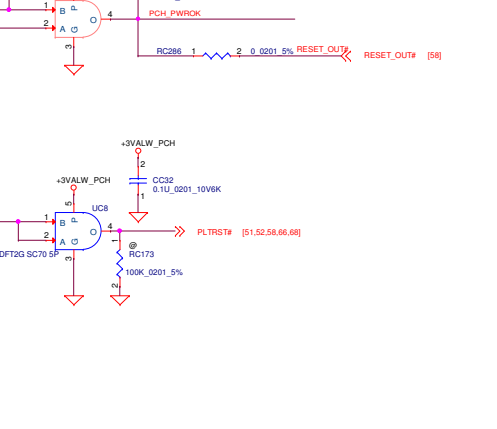 1 B P 4 PCH_PWROK
O
2 A G
3
RC286 1 2 0_0201_5% RESET_OUT# RESET_OUT# [58]
+3VALW_PCH
2
+3VALW_PCH CC32
0.1U_0201_10V6K
1
5 UC8
1 B P 4
O PLTRST# [51,52,58,66,68]
2 A G 1 @
DFT2G SC70 5P 3 RC173
100K_0201_5%
2